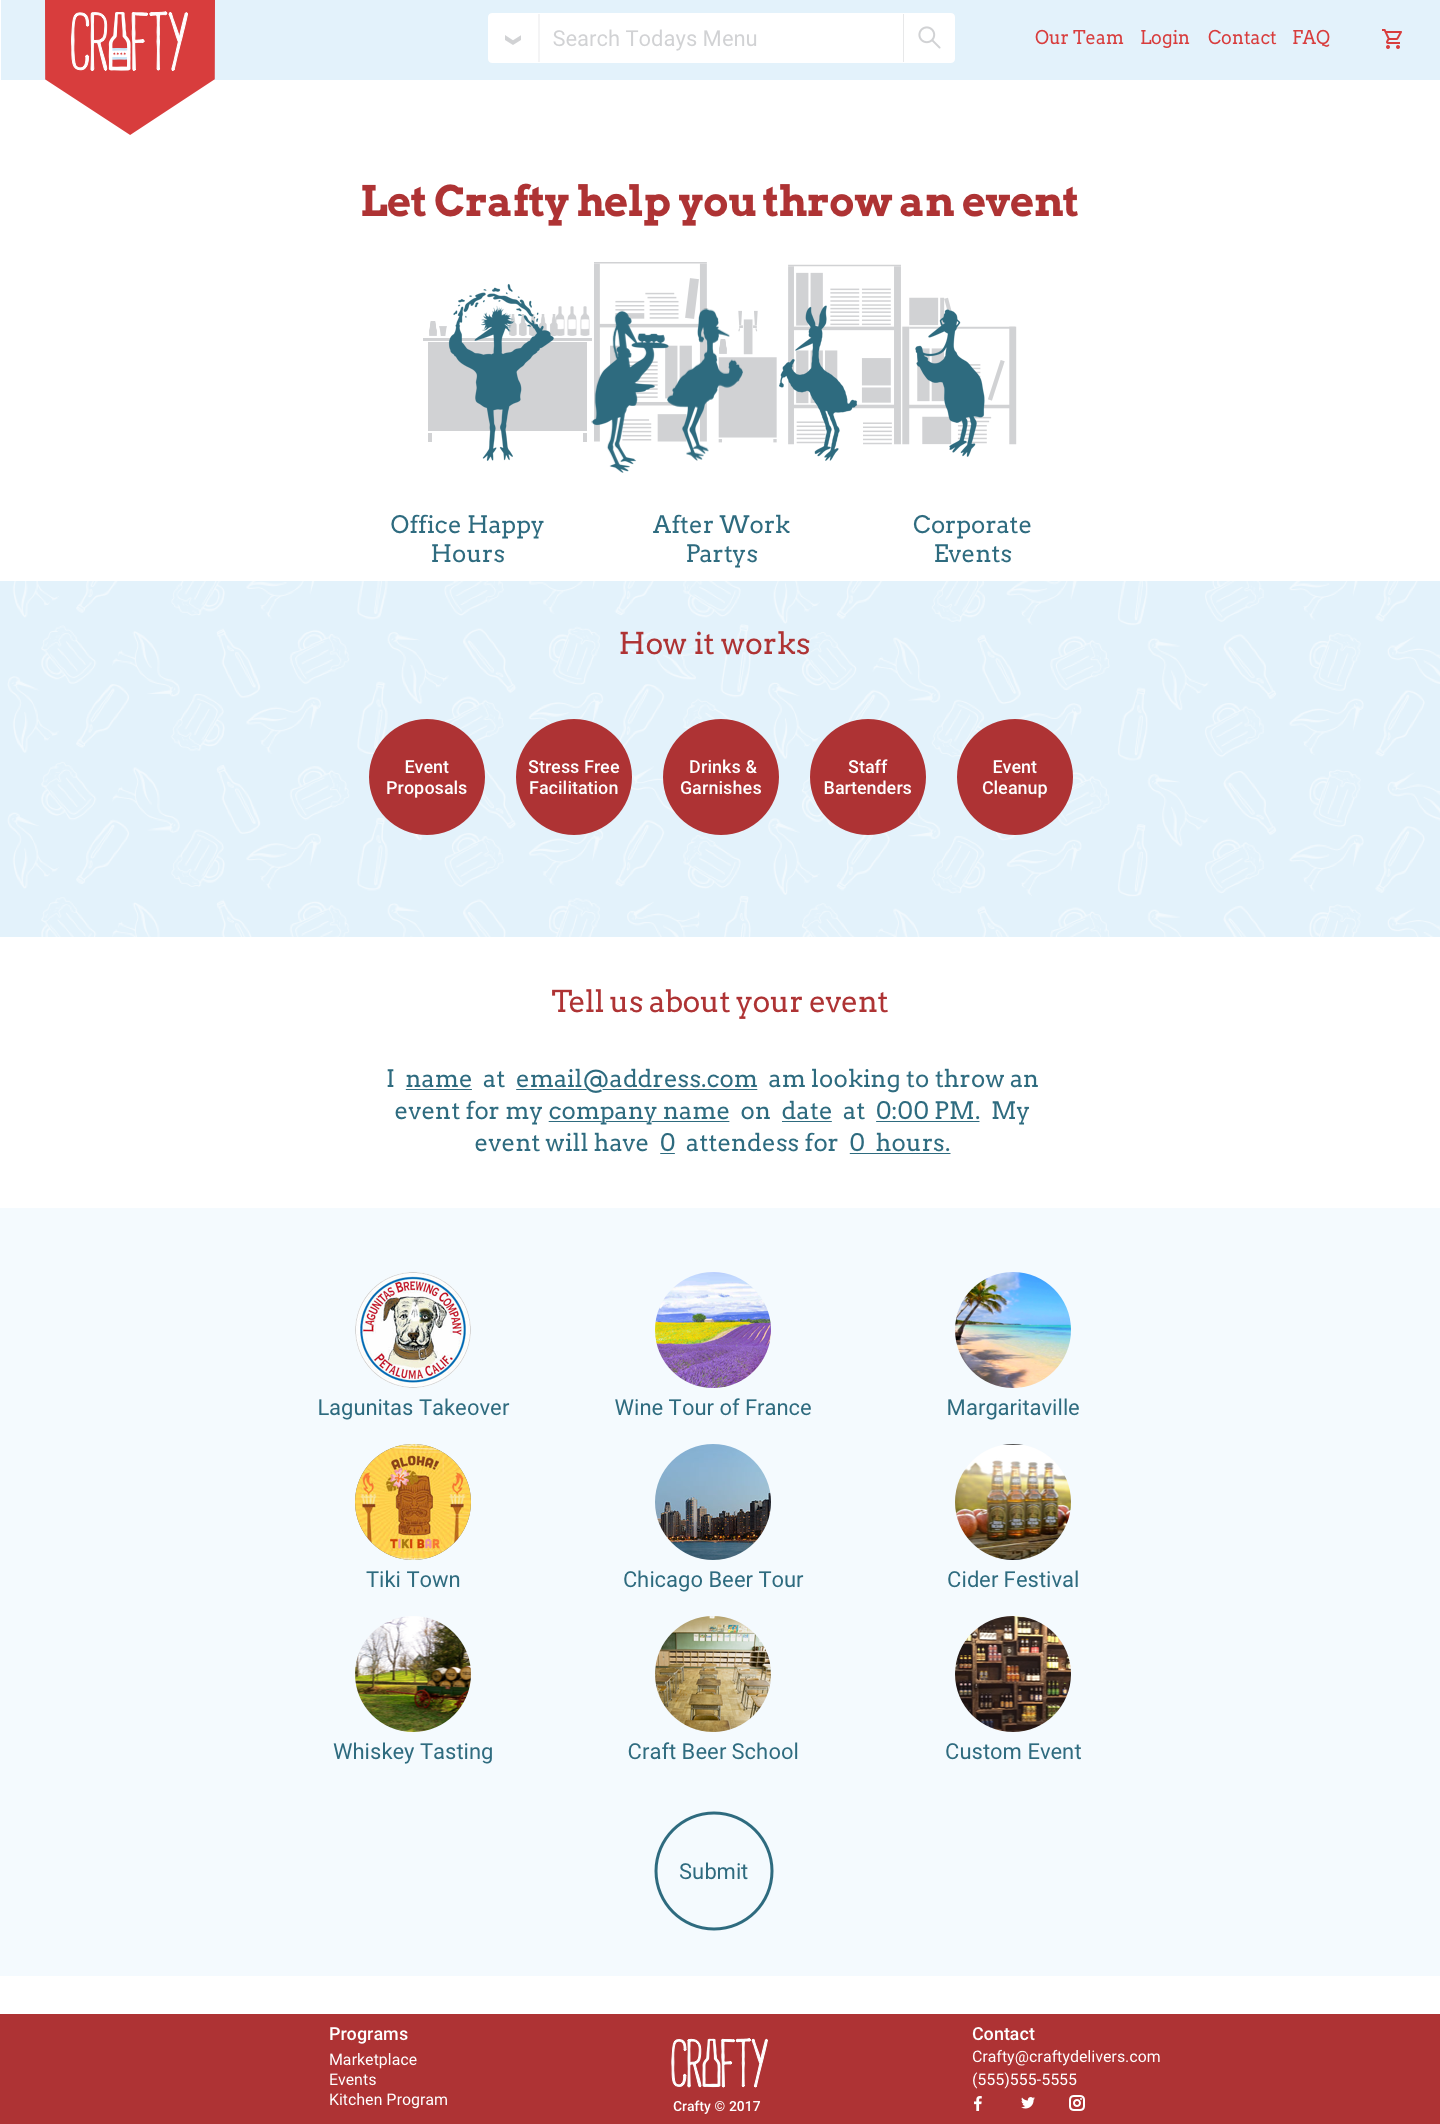 CRAFTY
Search Todays Menu
Our Team Login Contact FAQ
Let Crafty help you throw an event
Office Happy
Hours
After Work
Partys
Corporate
Events
How it works
Event
Proposals
Stress Free
Facilitation
Drinks &
Garnishes
Staff
Bartenders
Event
Cleanup
Tell us about your event
I name at email@address.com am looking to throw an
event for my company name on date at 0:00 PM. My
event will have 0 attendess for 0 hours.
LAGUNITAS BREWING COMPANY
PETALUMA CALIF.
Lagunitas Takeover
Wine Tour of France
Margaritaville
ALOHA!
TIKI BAR
Tiki Town
Chicago Beer Tour
Cider Festival
Whiskey Tasting
Craft Beer School
Custom Event
Submit
Programs
Marketplace
Events
Kitchen Program
CRAFTY
Crafty © 2017
Contact
Crafty@craftydelivers.com
(555)555-5555